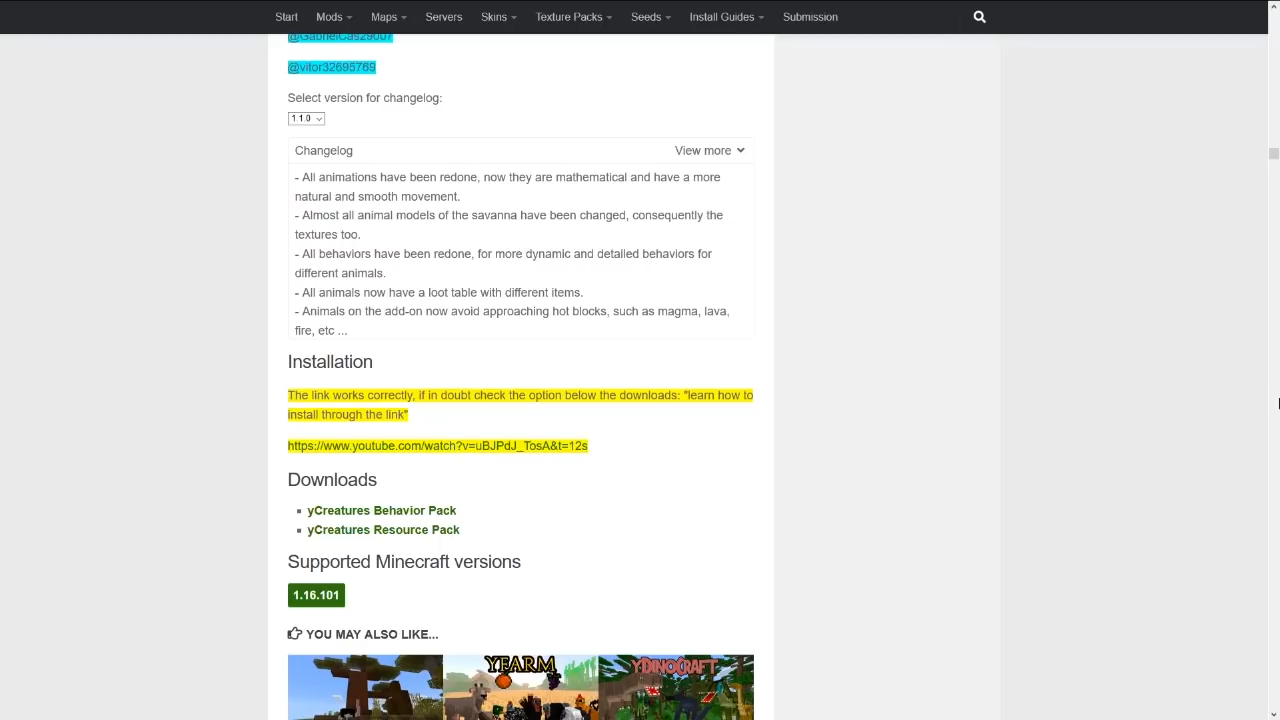 Start Mods Maps Servers Skins Texture Packs Seeds Install Guides Submission
@GabrielCas29007
@vitor32695769
Select version for changelog:
1.1.0
Changelog View more
- All animations have been redone, now they are mathematical and have a more
natural and smooth movement.
- Almost all animal models of the savanna have been changed, consequently the
textures too.
- All behaviors have been redone, for more dynamic and detailed behaviors for
different animals.
- All animals now have a loot table with different items.
- Animals on the add-on now avoid approaching hot blocks, such as magma, lava,
fire, etc ...
Installation
The link works correctly, if in doubt check the option below the downloads: "learn how to
install through the link"
https://www.youtube.com/watch?v=uBJPdJ_TosA&t=12s
Downloads
yCreatures Behavior Pack
yCreatures Resource Pack
Supported Minecraft versions
1.16.101
YOU MAY ALSO LIKE...
YFARM
YDINOCRAFT